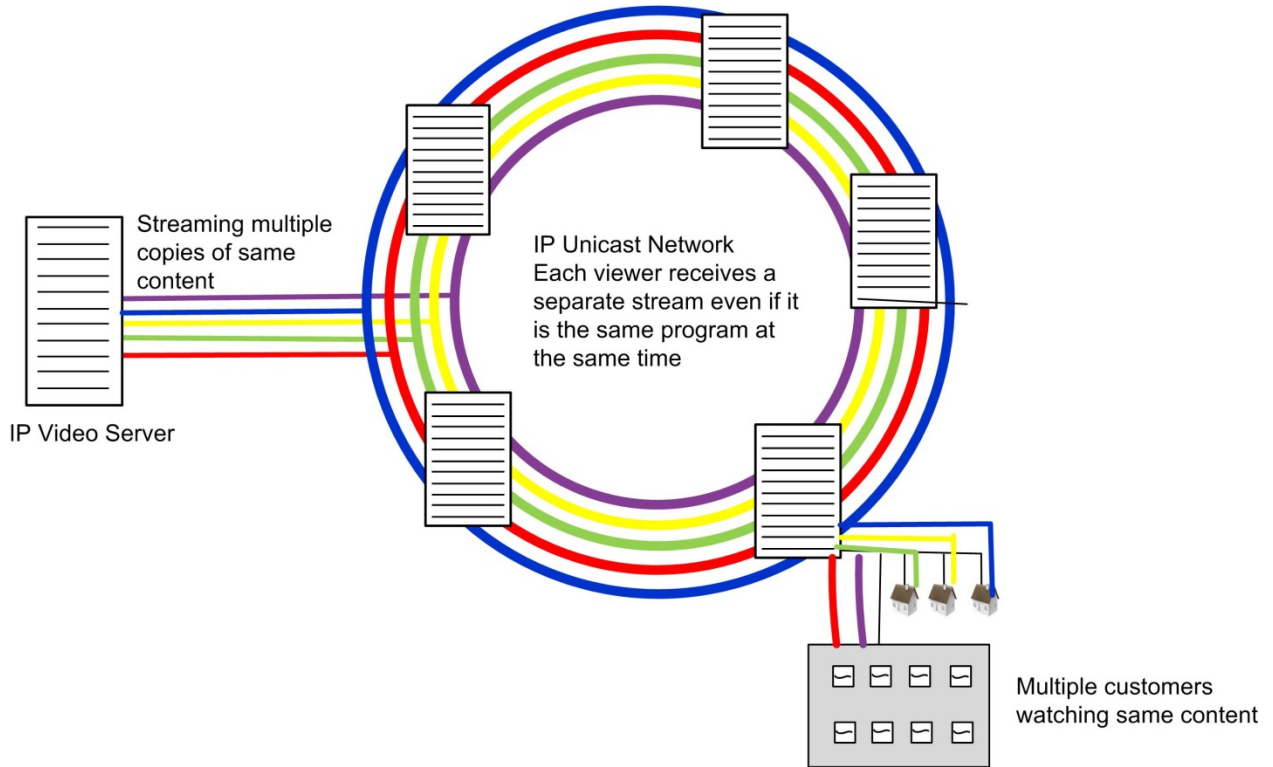 Streaming multiple
copies of same
content
IP Video Server
IP Unicast Network
Each viewer receives a
separate stream even if it
is the same program at
the same time
Multiple customers
watching same content